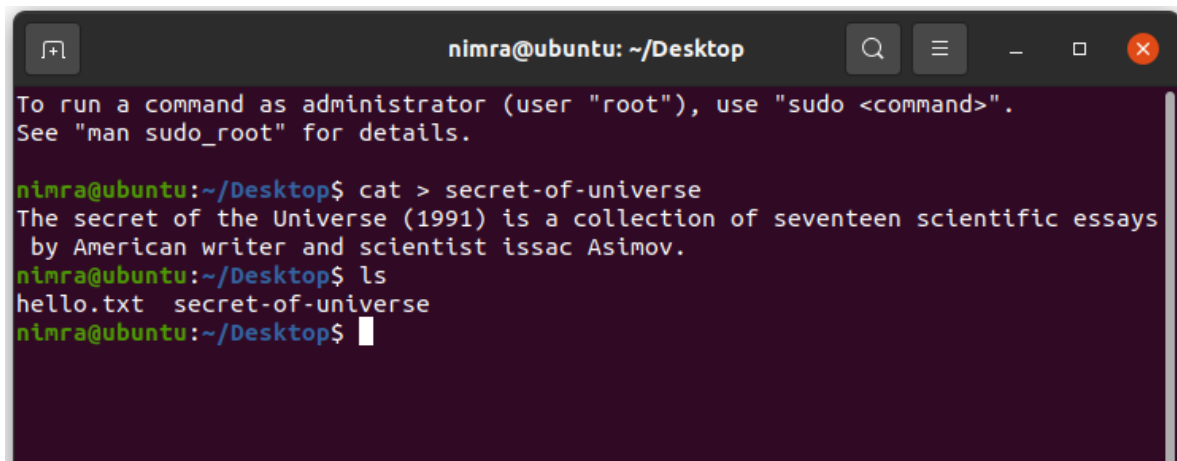 nimra@ubuntu: ~/Desktop
To run a command as administrator (user "root"), use "sudo <command>".
See "man sudo_root" for details.
nimra@ubuntu:~/Desktop$ cat > secret-of-universe
The secret of the Universe (1991) is a collection of seventeen scientific essays
by American writer and scientist issac Asimov.
nimra@ubuntu:~/Desktop$ ls
hello.txt  secret-of-universe
nimra@ubuntu:~/Desktop$